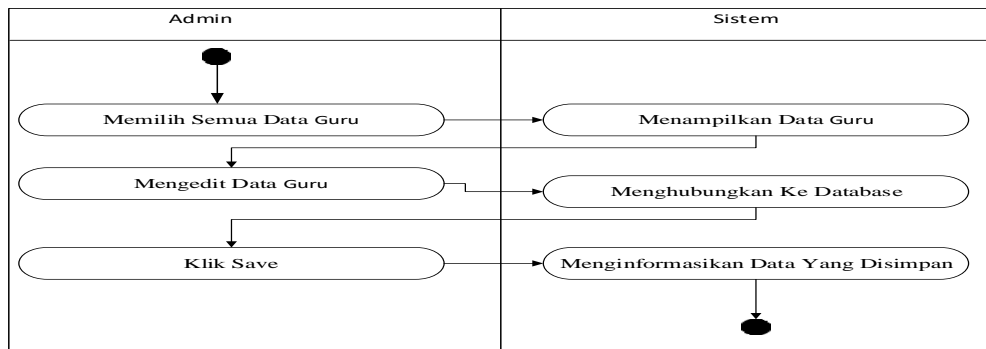 Admin
Sistem
Memilih Semua Data Guru
Menampilkan Data Guru
Mengedit Data Guru
Menghubungkan Ke Database
Klik Save
Menginformasikan Data Yang Disimpan